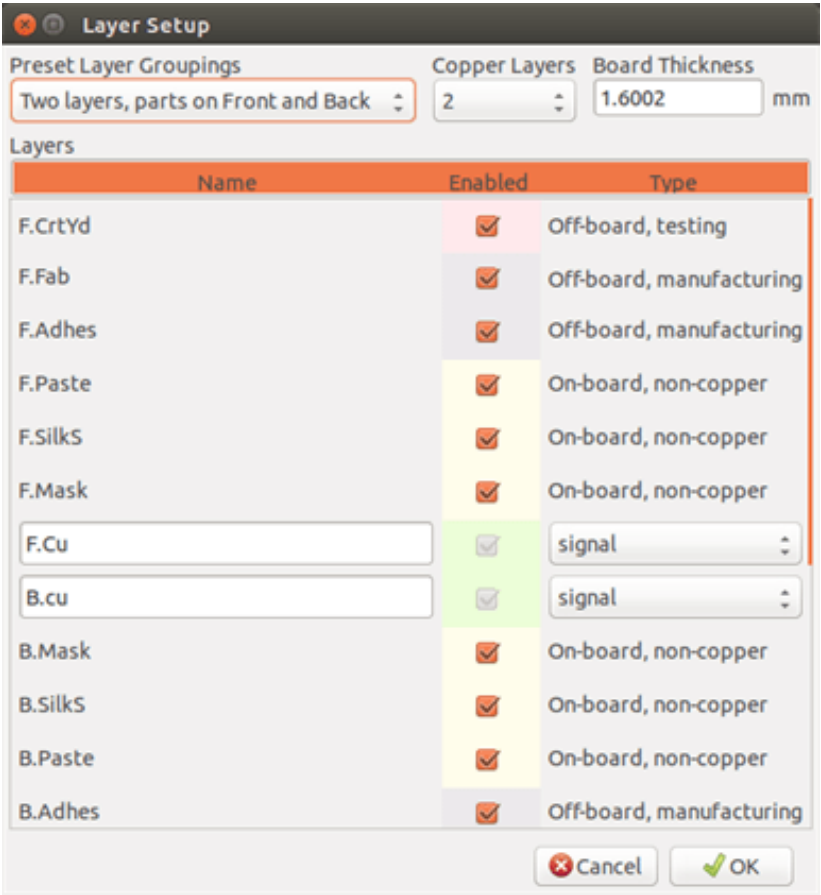 Layer Setup
Preset Layer Groupings Copper Layers Board Thickness
Two layers, parts on Front and Back 2 1.6002 mm
Layers
Name Enabled Type
F.CrtYd Off-board, testing
F.Fab Off-board, manufacturing
F.Adhes Off-board, manufacturing
F.Paste On-board, non-copper
F.SilkS On-board, non-copper
F.Mask On-board, non-copper
F.Cu signal
B.cu signal
B.Mask On-board, non-copper
B.SilkS On-board, non-copper
B.Paste On-board, non-copper
B.Adhes Off-board, manufacturing
Cancel OK